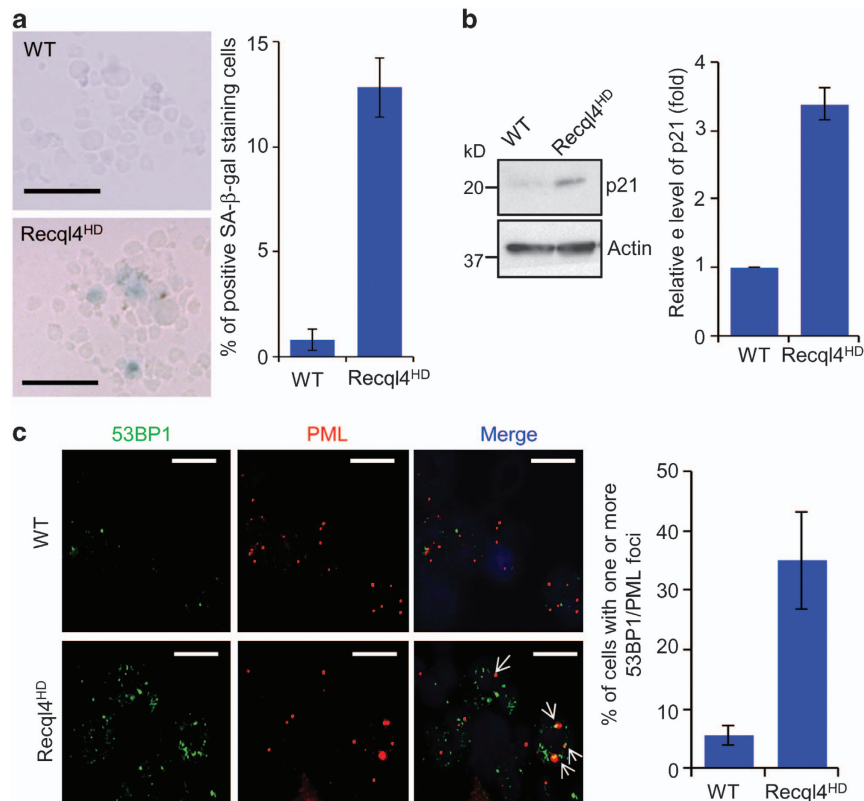 a
WT
Recql4HD
% of positive SA-β-gal staining cells
15
10
5
0
WT
Recql4HD
b
WT
Recql4HD
kD
20
p21
37
Actin
Relative e level of p21 (fold)
4
3
2
1
0
WT
Recql4HD
c
53BP1
PML
Merge
WT
Recql4HD
% of cells with one or more
53BP1/PML foci
50
40
30
20
10
0
WT
Recql4HD